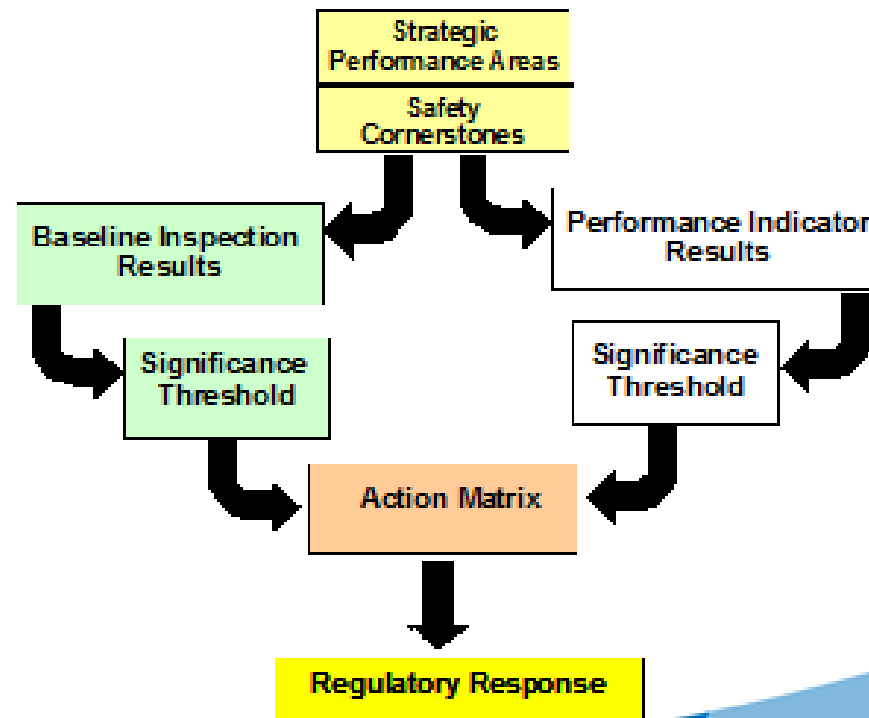 Strategic
Performance Areas
Safety
Cornerstones
Baseline Inspection
Results
Performance Indicator
Results
Significance
Threshold
Significance
Threshold
Action Matrix
Regulatory Response